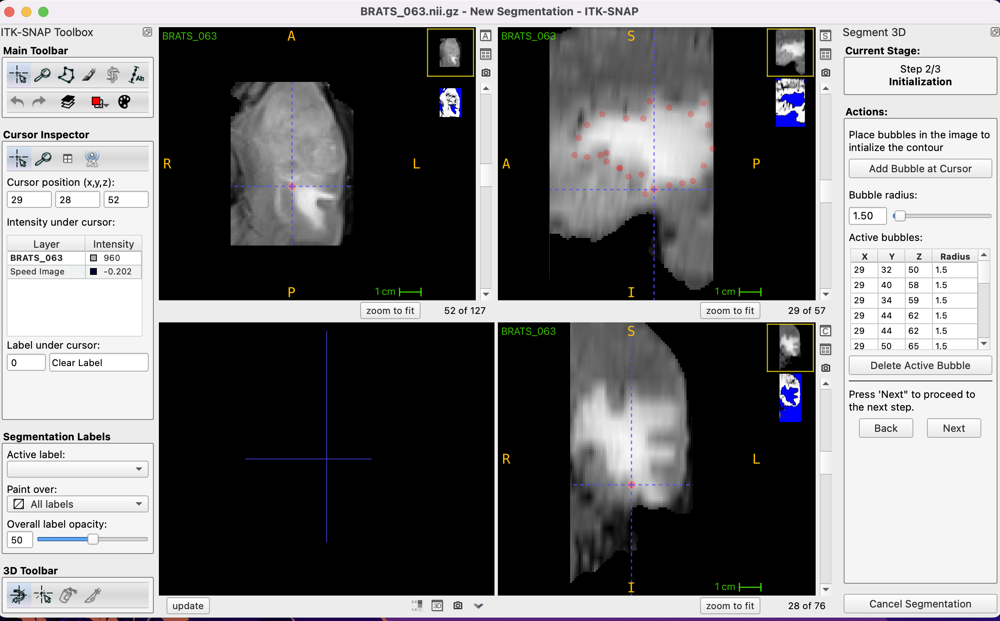 BRATS_063.nii.gz - New Segmentation - ITK-SNAP
ITK-SNAP Toolbox
Main Toolbar
Ab
Cursor Inspector
Cursor position (x,y,z):
29 28 52
Intensity under cursor:
Layer Intensity
BRATS_063 960
Speed Image -0.202
Label under cursor:
0 Clear Label
Segmentation Labels
Active label:
Paint over:
All labels
Overall label opacity:
50
3D Toolbar
BRATS_063
A
R
L
P
1 cm
A
zoom to fit 52 of 127
BRATS_063
S
A
P
I
1 cm
S
zoom to fit 29 of 57
update
2.0
1.0
3D
BRATS_063
S
R
L
I
1 cm
C
zoom to fit 28 of 76
Segment 3D
Current Stage:
Step 2/3
Initialization
Actions:
Place bubbles in the image to
intialize the contour
Add Bubble at Cursor
Bubble radius:
1.50
Active bubbles:
X Y Z Radius
29 32 50 1.5
29 40 58 1.5
29 34 59 1.5
29 44 62 1.5
29 44 62 1.5
29 50 65 1.5
Delete Active Bubble
Press 'Next" to proceed to
the next step.
Back Next
Cancel Segmentation